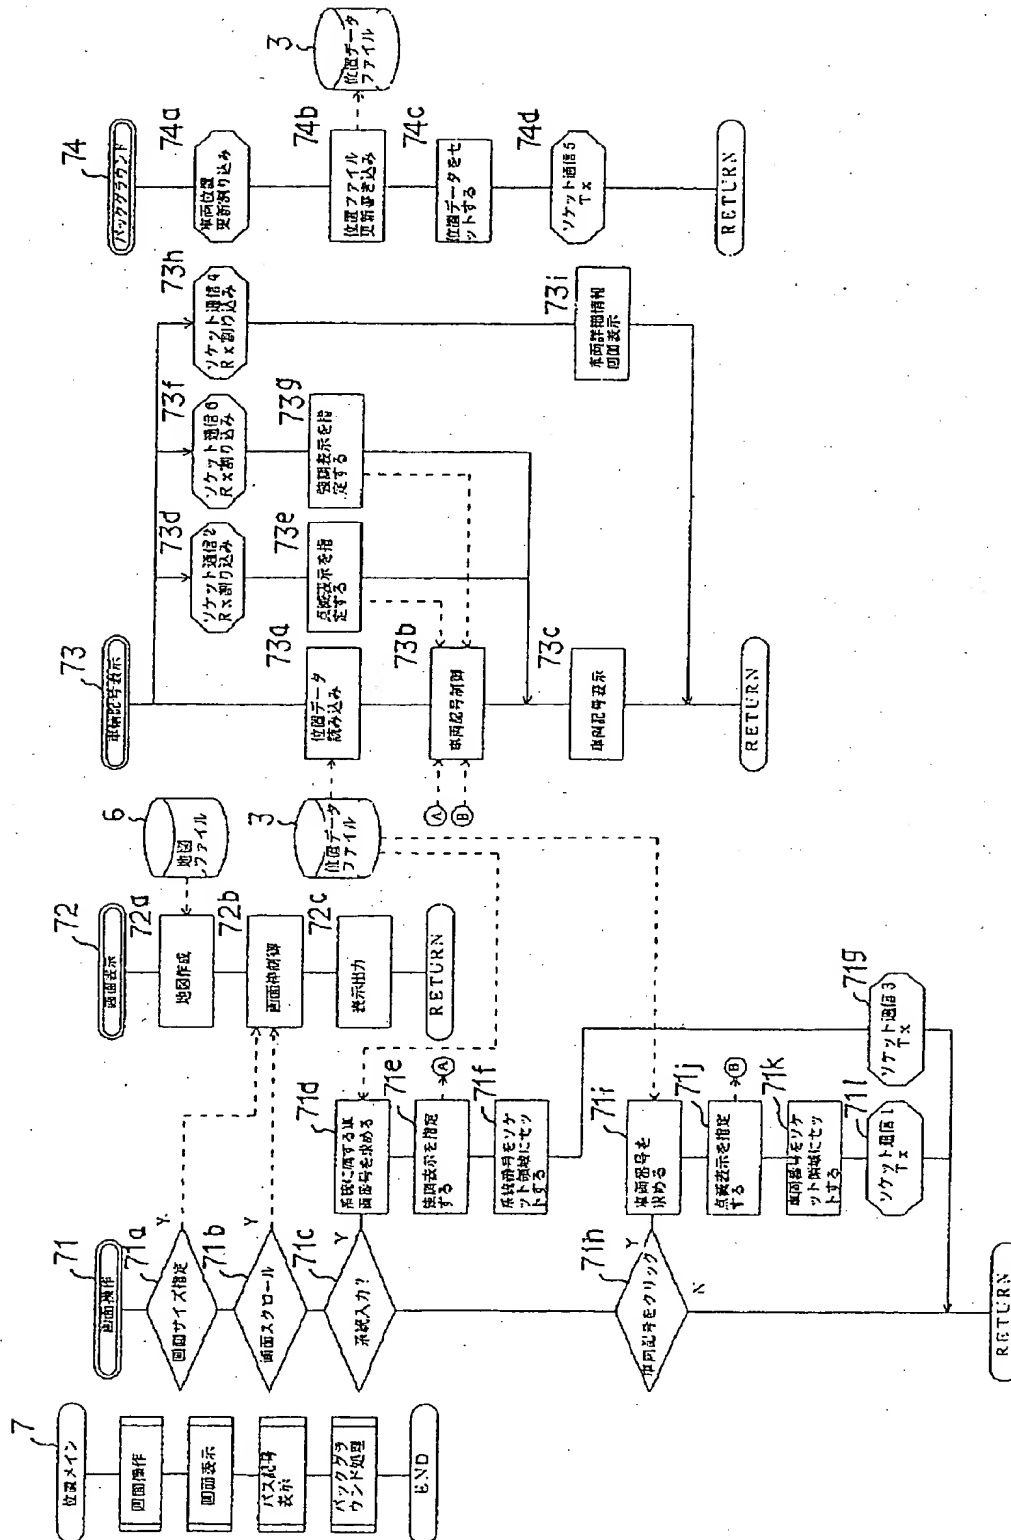 7
位置メイン
画面操作
画面表示
バス記号
表示
バックグラ
ウンド処理
END
71
画面操作
71a
画面サイズ指定
Y
71b
画面スクロール
Y
71c
系統入力?
Y
71d
系統に属する車
両番号を求める
71e
強調表示を指定
する
A
71f
系統番号をソケ
ット領域にセッ
トする
719
ソケット通信3
Tx
71h
車両記号をクリック
Y
N
71i
車両番号を
求める
71j
点滅表示を指定
する
B
71k
車両番号をソケ
ット領域にセッ
トする
71l
ソケット通信1
Tx
RETURN
72
画面表示
72a
地図作成
6
地図
ファイル
72b
画面枠制御
72c
表示出力
RETURN
3
位置データ
ファイル
73
車輛記号表示
73a
位置データ
読み込み
73b
車両記号制御
A
B
73c
車両記号表示
73d
ソケット通信2
Rx割り込み
73e
点滅表示を指
定する
73f
ソケット通信6
Rx割り込み
739
強調表示を指
定する
73h
ソケット通信4
Rx割り込み
73i
車両詳細情報
画面表示
RETURN
74
バックグラウンド
74a
車両位置
更新割り込み
74b
位置ファイル
更新書き込み
3
位置データ
ファイル
74c
位置データをセ
ットする
74d
ソケット通信5
Tx
RETURN